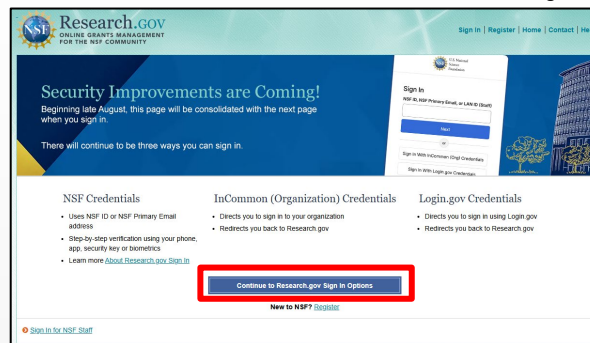 NSF
Research.gov
ONLINE GRANTS MANAGEMENT
FOR THE NSF COMMUNITY
Sign In | Register | Home | Contact |
Security Improvements are Coming!
Beginning late August, this page will be consolidated with the next page
when you sign in.
There will continue to be three ways you can sign in.
U.S. National
Science
Foundation
Sign In
NSF ID, NSF Primary Email, or LAN ID (Staff)
Next
or
Sign In With InCommon (Org) Credentials
Sign In With Login.gov Credentials
NSF Credentials
• Uses NSF ID or NSF Primary Email
address
• Step-by-step verification using your phone,
app, security key or biometrics
• Learn more About Research.gov Sign In
InCommon (Organization) Credentials
• Directs you to sign in to your organization
• Redirects you back to Research.gov
Login.gov Credentials
• Directs you to sign in using Login.gov
• Redirects you back to Research.gov
Continue to Research.gov Sign In Options
New to NSF? Register
Sign In for NSF Staff